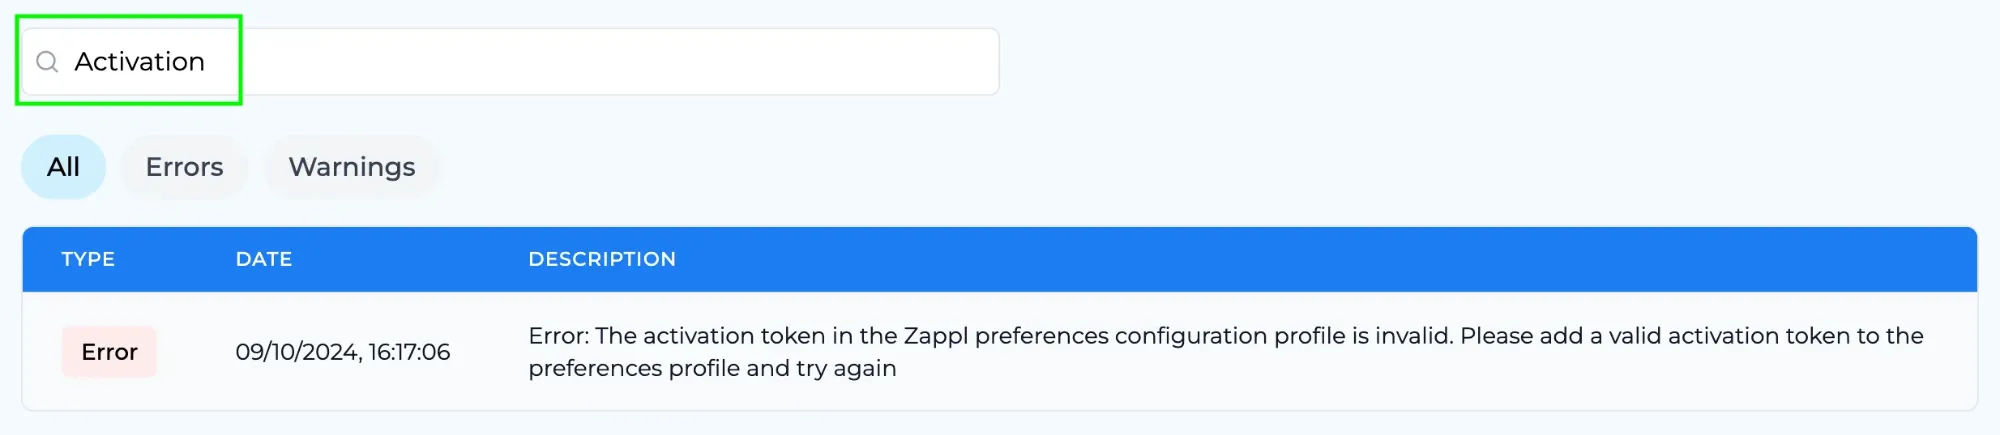 Activation
All Errors Warnings
TYPE DATE DESCRIPTION
Error 09/10/2024, 16:17:06 Error: The activation token in the Zappl preferences configuration profile is invalid. Please add a valid activation token to the
preferences profile and try again